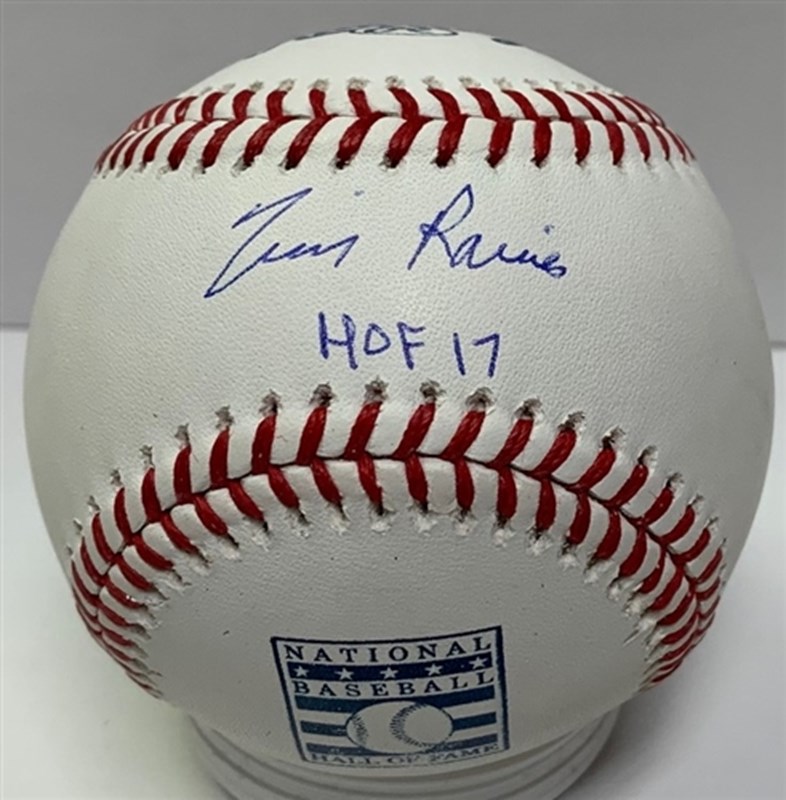 Tim Raines
HOF 17
NATIONAL
BASEBALL
HALL OF FAME